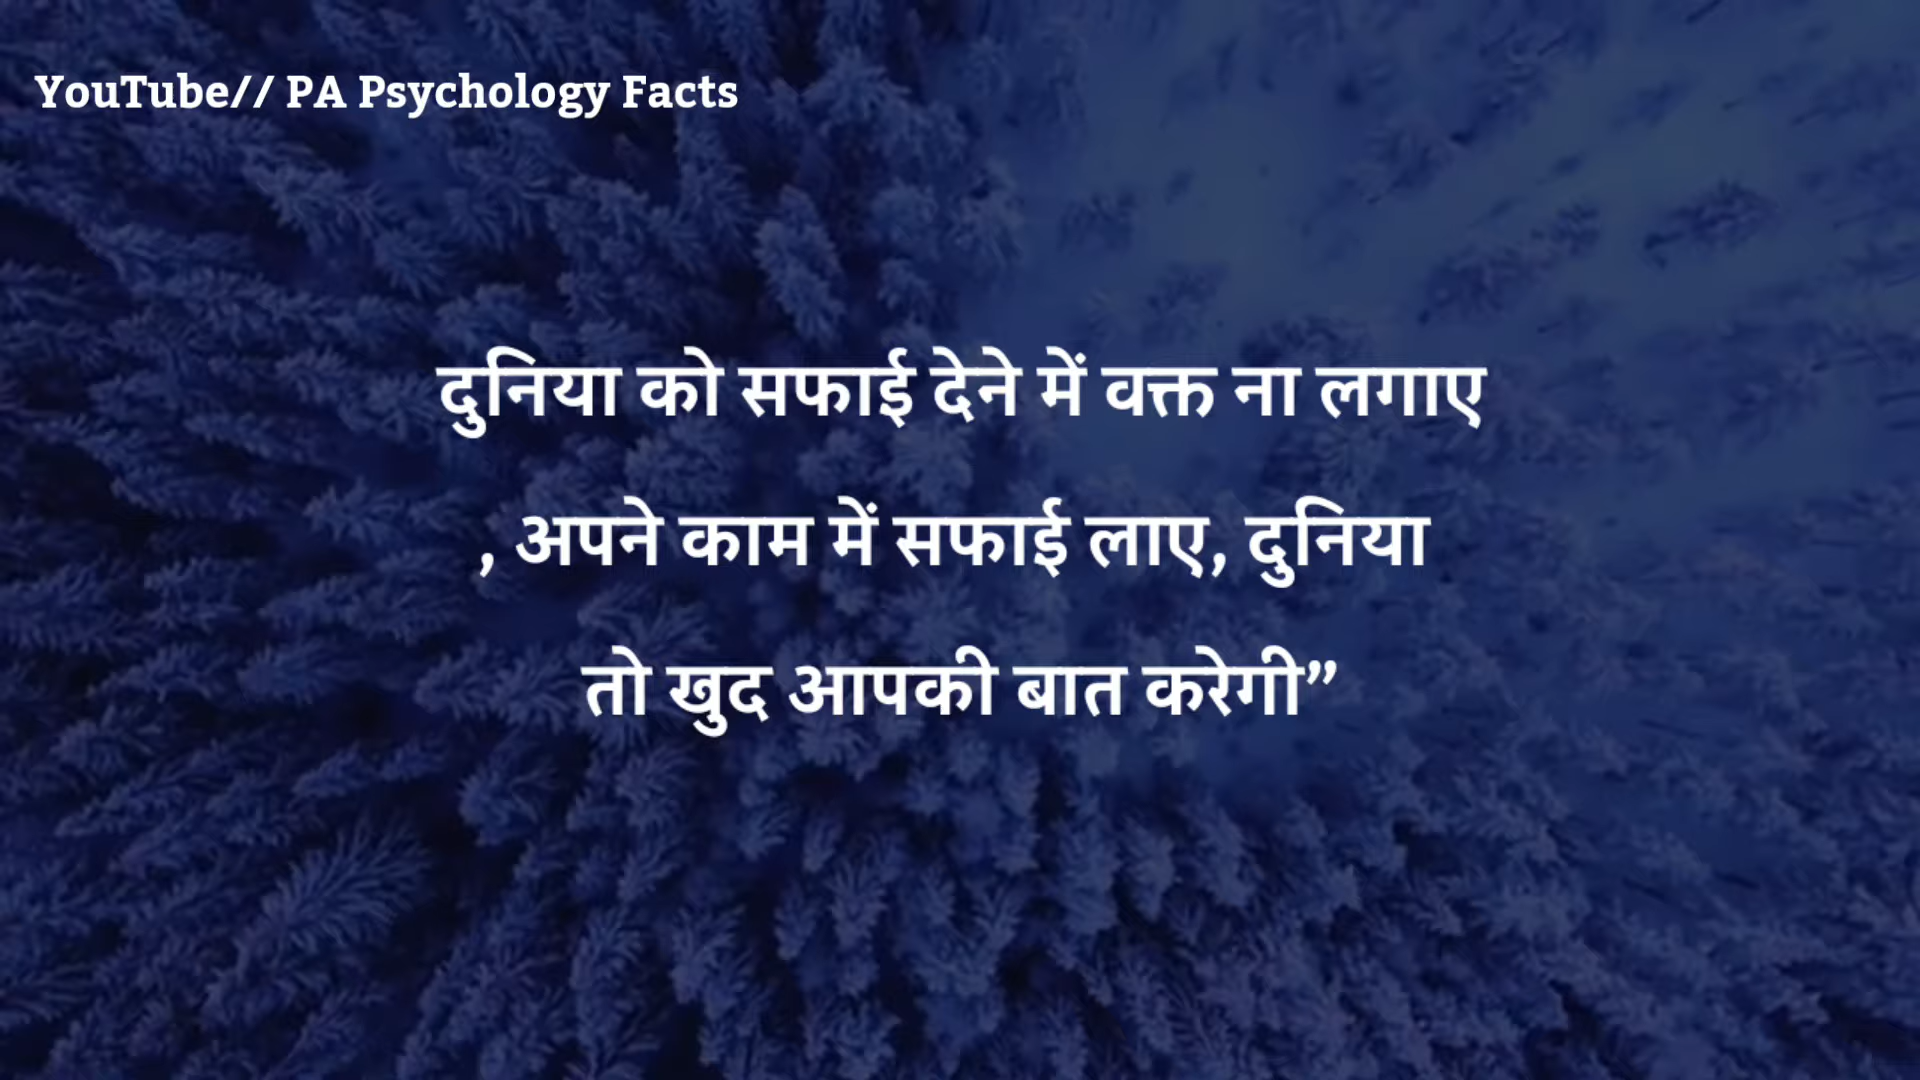 YouTube// PA Psychology Facts
दुनिया को सफाई देने में वक्त ना लगाए
, अपने काम में सफाई लाए, दुनिया
तो खुद आपकी बात करेगी”